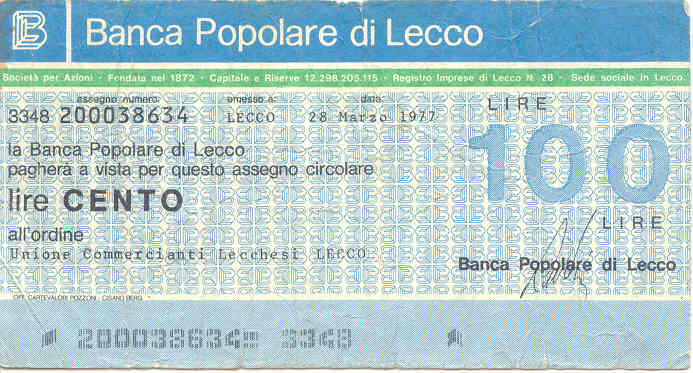 B Banca Popolare di Lecco
Società per Azioni - Fondata nel 1872 - Capitale e Riserve 12.298.205.115 - Registro Imprese di Lecco N. 28 - Sede sociale in Lecco
assegno numero emesso a: data: LIRE
3348 200038634 LECCO 28 Marzo 1977
100
la Banca Popolare di Lecco
pagherà a vista per questo assegno circolare
lire CENTO
LIRE
all'ordine
Unione Commercianti Lecchesi LECCO
Banca Popolare di Lecco
OFF. CARTEVALORI POZZONI - CISANO BERG.
200038634 3348